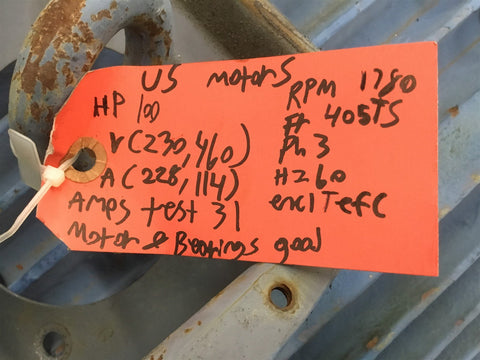 US Motors
HP 100
RPM 1780
V (230, 460)
Fr 405TS
Ph 3
A (228, 114)
HZ 60
Amps test 31
encl Tefc
Motor & Bearings good